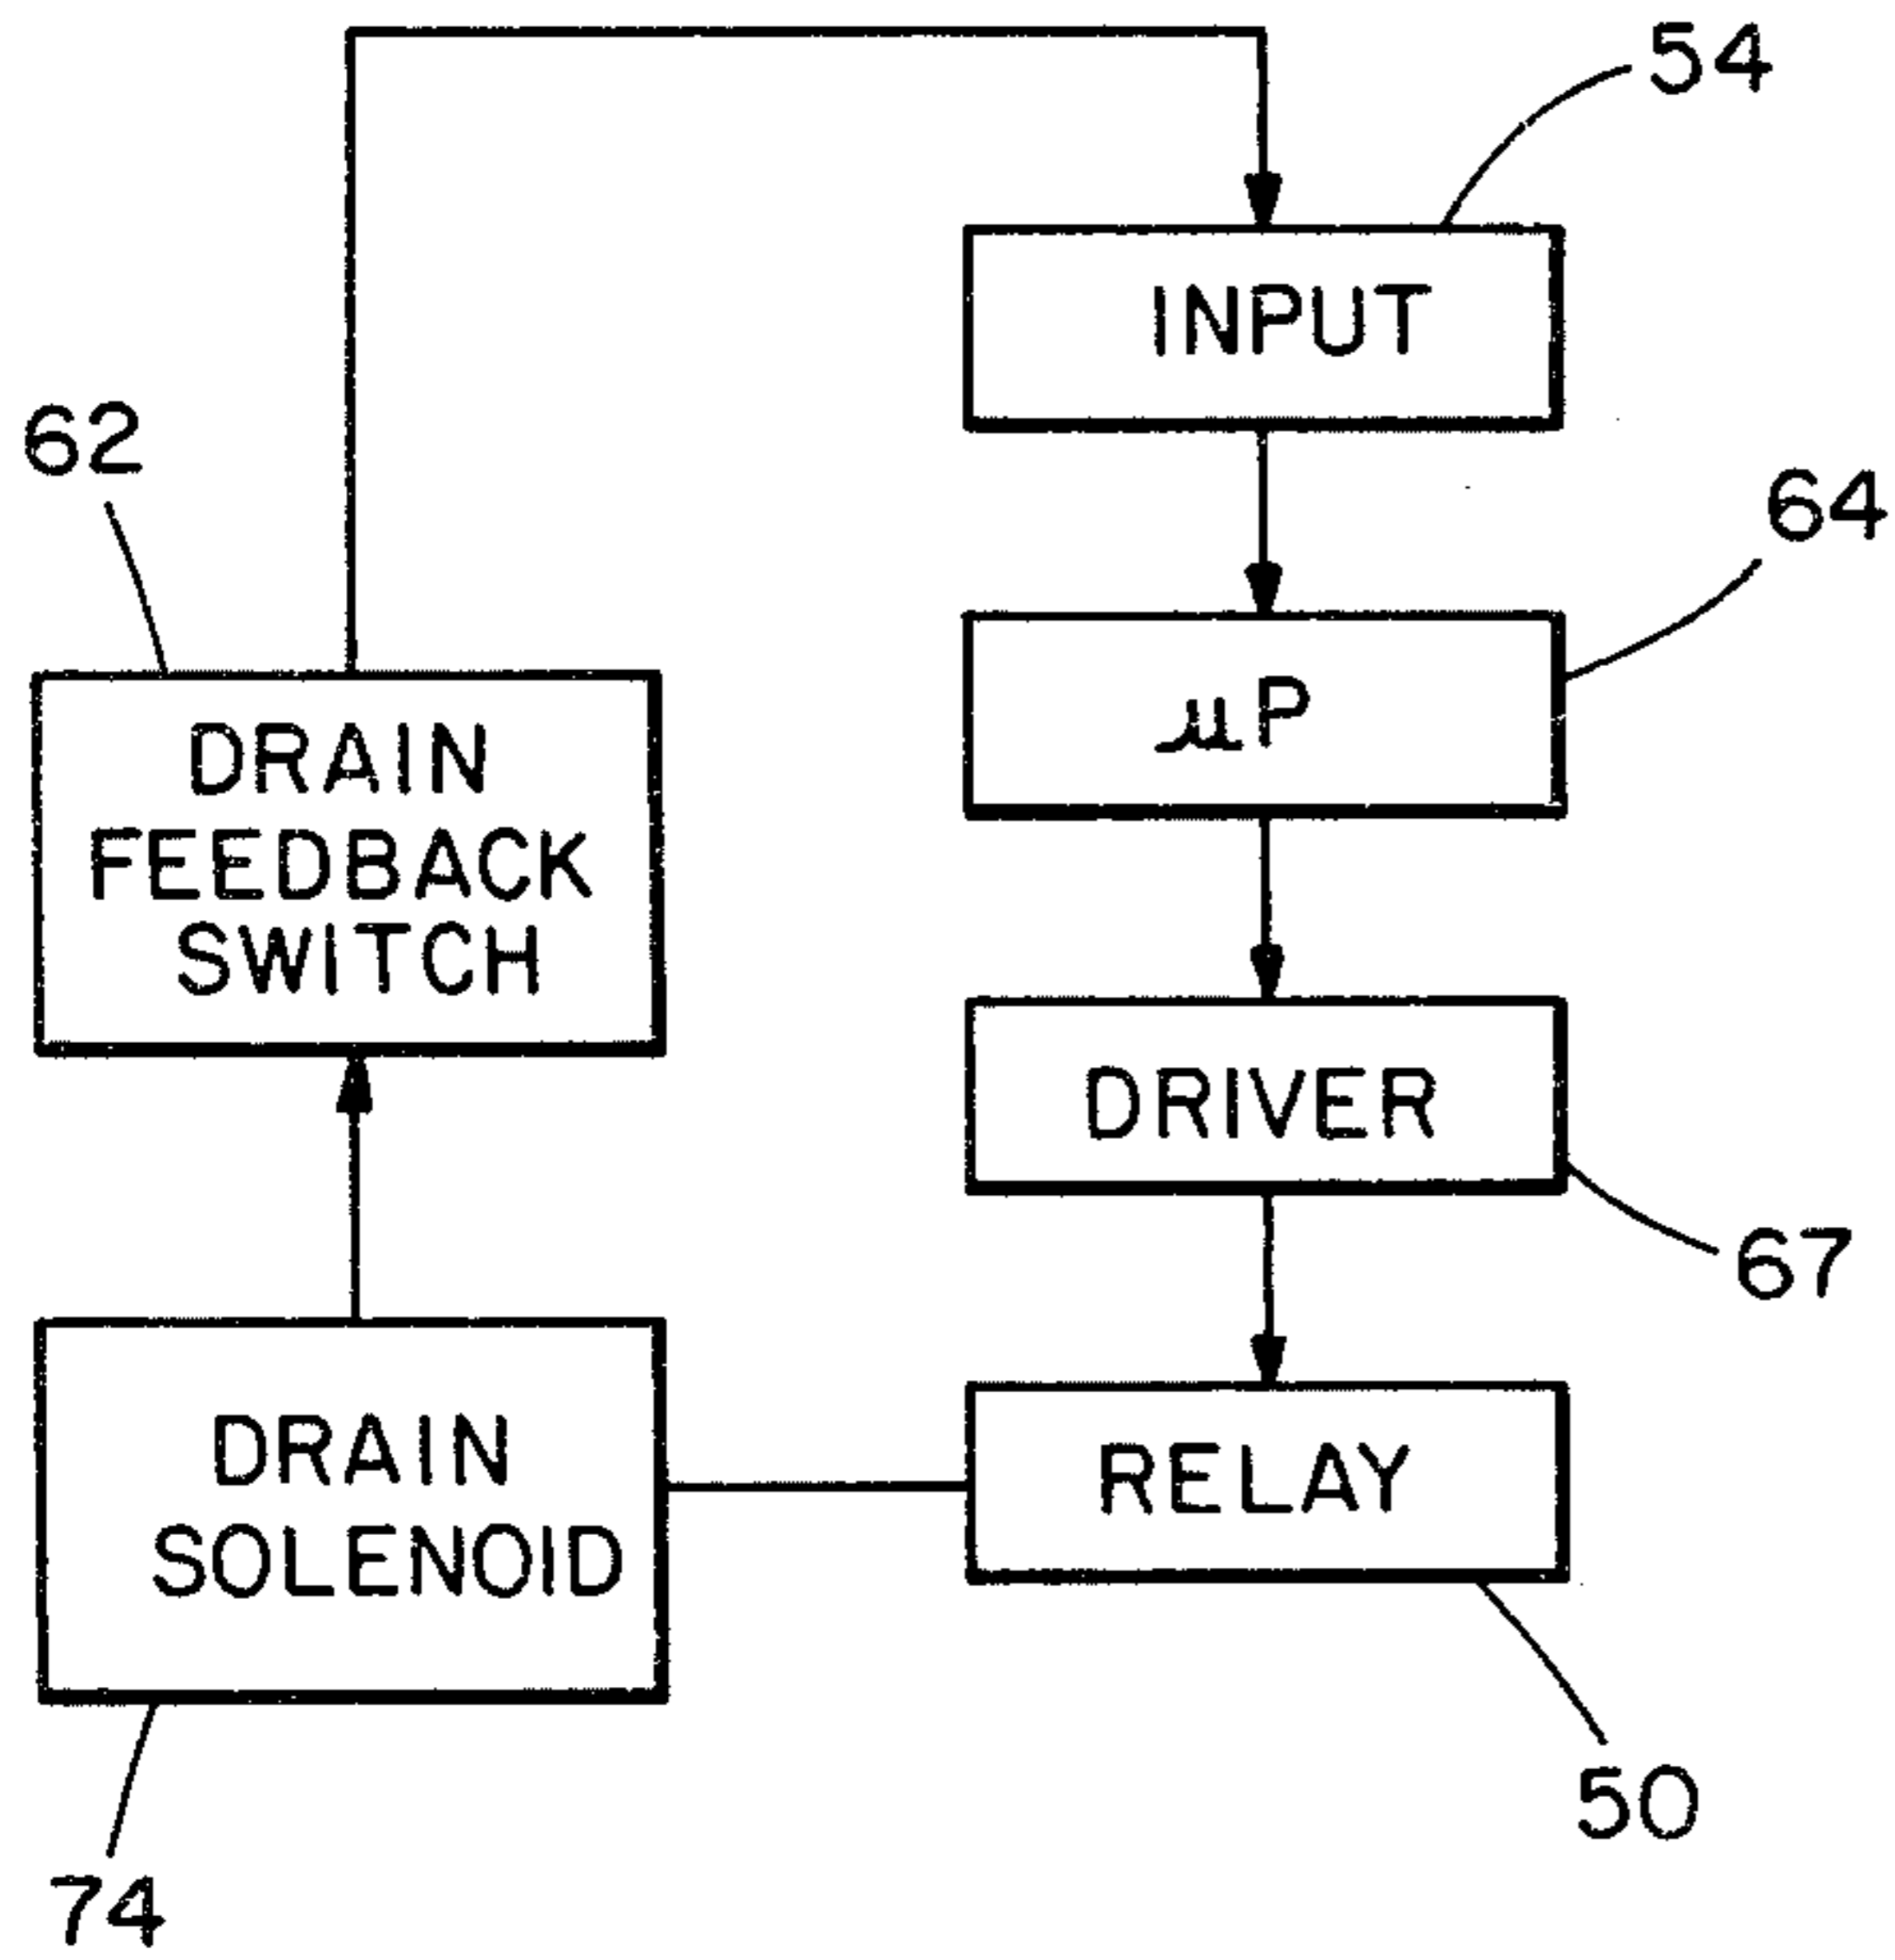 54
INPUT
62
64
μP
DRAIN
FEEDBACK
SWITCH
DRIVER
67
DRAIN
SOLENOID
RELAY
50
74